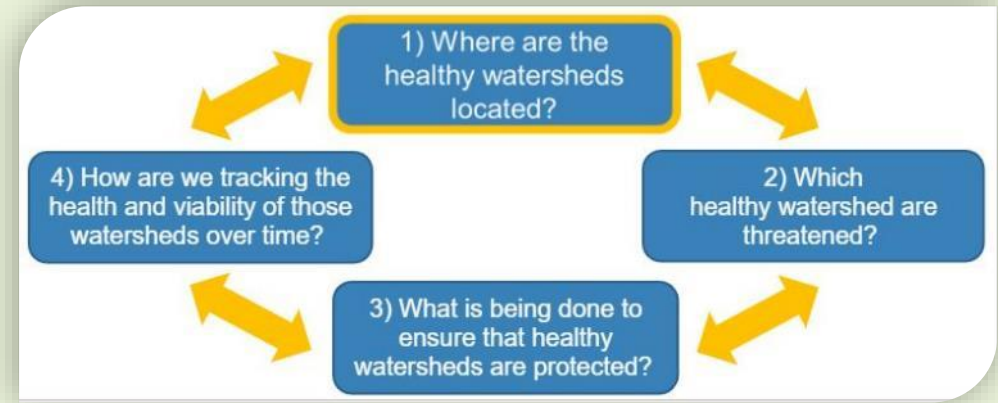 1) Where are the
healthy watersheds
located?
2) Which
healthy watershed are
threatened?
3) What is being done to
ensure that healthy
watersheds are protected?
4) How are we tracking the
health and viability of those
watersheds over time?